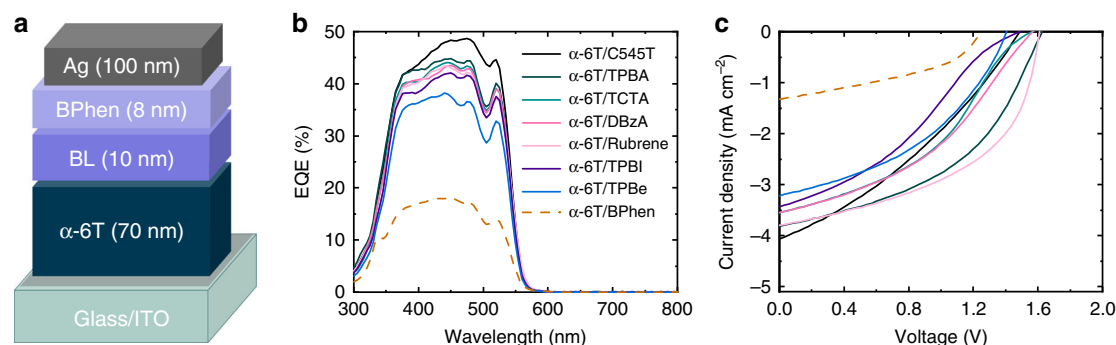 a
Ag (100 nm)
BPhen (8 nm)
BL (10 nm)
α-6T (70 nm)
Glass/ITO
b
EQE (%)
50
40
30
20
10
0
300
400
500
600
700
800
Wavelength (nm)
α-6T/C545T
α-6T/TPBA
α-6T/TCTA
α-6T/DBzA
α-6T/Rubrene
α-6T/TPBI
α-6T/TPBe
α-6T/BPhen
c
Current density (mA cm⁻²)
0
−1
−2
−3
−4
−5
0.0
0.4
0.8
1.2
1.6
2.0
Voltage (V)